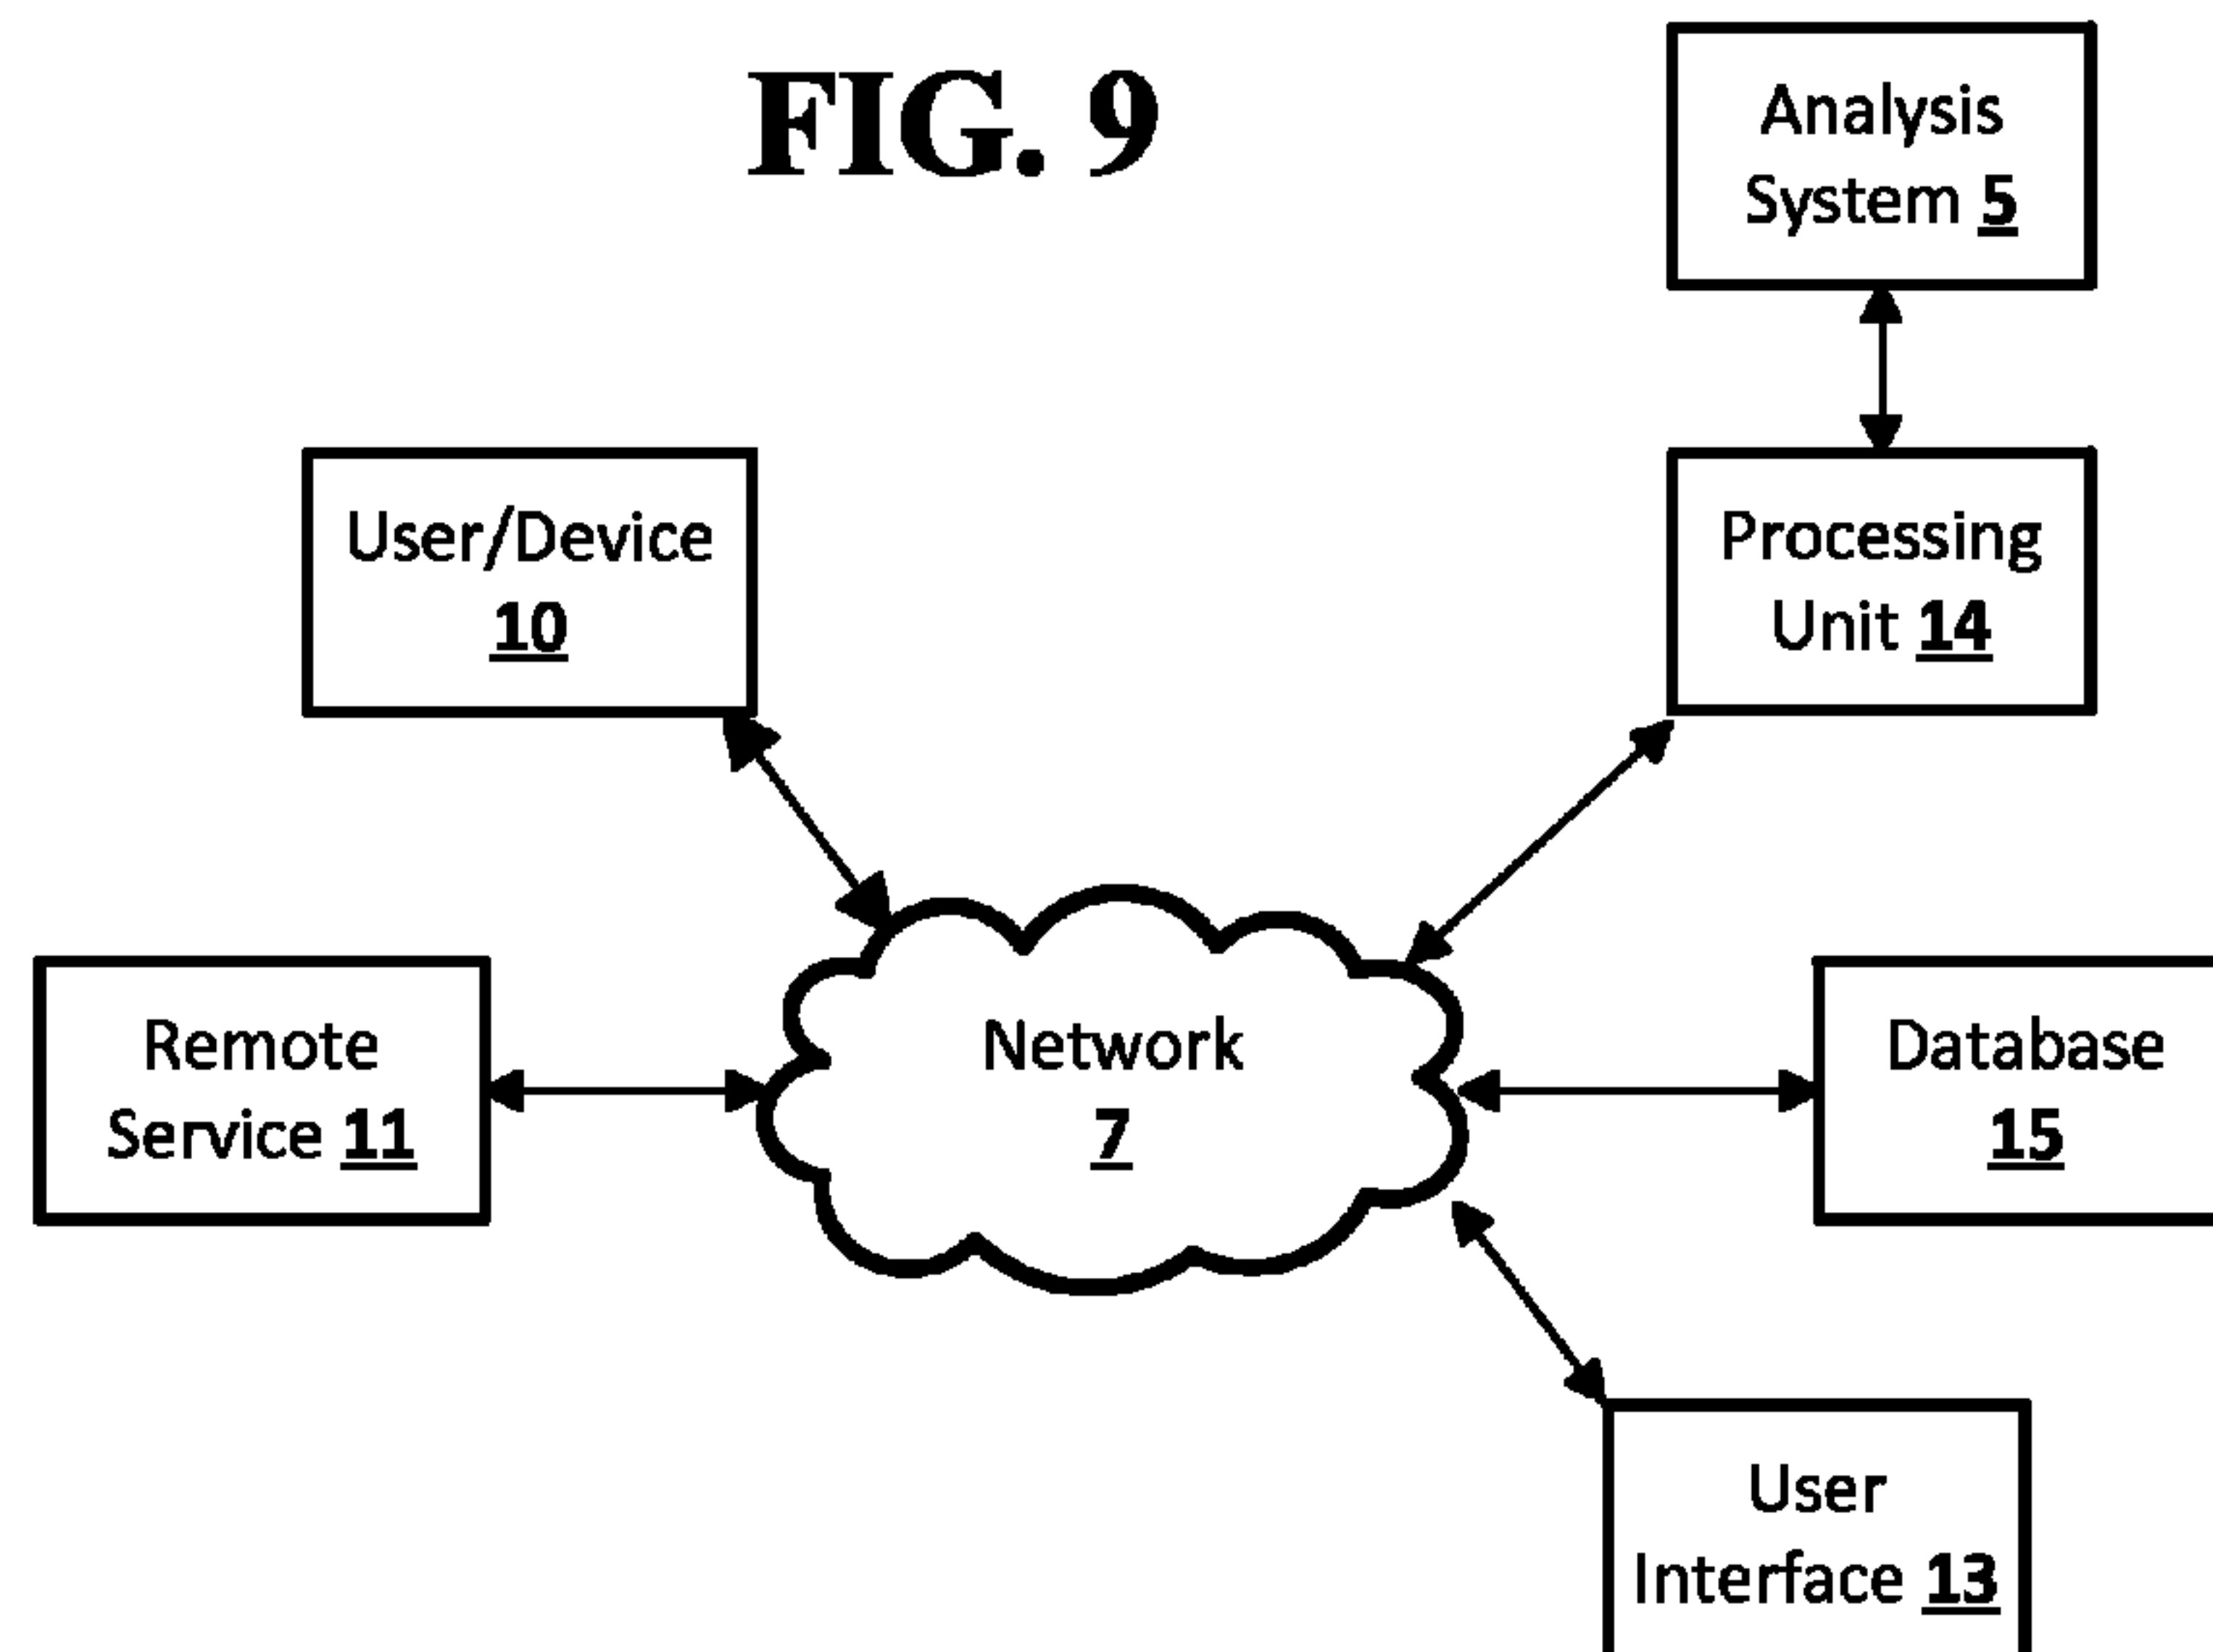 FIG. 9
Analysis
System 5
User/Device
10
Processing
Unit 14
Remote
Service 11
Network
7
Database
15
User
Interface 13